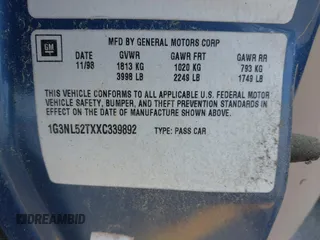 GM
MFD BY GENERAL MOTORS CORP
DATE GVWR GAWR FRT GAWR RR
11/98 1813 KG 1020 KG 793 KG
3998 LB 2249 LB 1749 LB
THIS VEHICLE CONFORMS TO ALL APPLICABLE U.S. FEDERAL MOTOR
VEHICLE SAFETY, BUMPER, AND THEFT PREVENTION STANDARDS
IN EFFECT ON THE DATE OF MANUFACTURE SHOWN ABOVE.
1G3NL52TXXC339892 TYPE: PASS CAR
DREAMBID